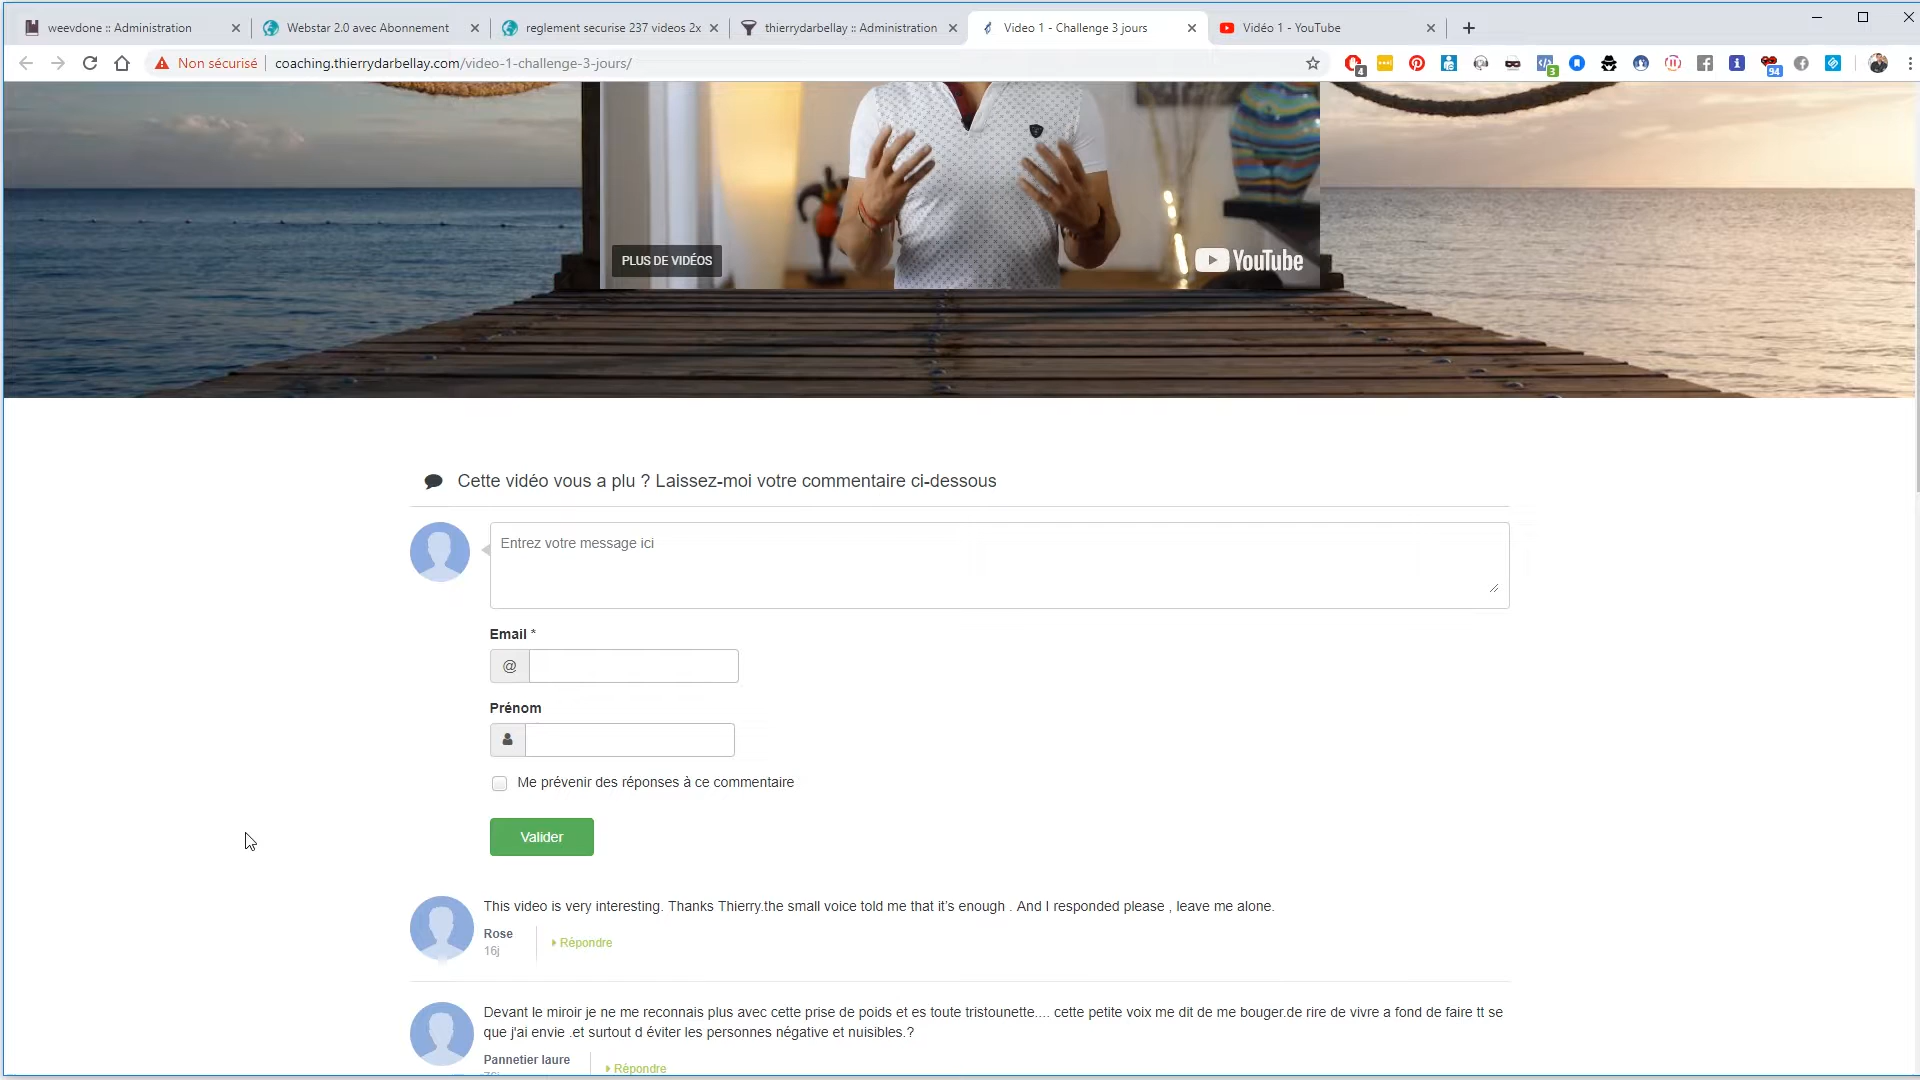 weevdone :: Administration
Webstar 2.0 avec Abonnement
reglement securise 237 videos 2x
thierrydarbellay :: Administration
Video 1 - Challenge 3 jours
Vidéo 1 - YouTube
Non sécurisé
coaching.thierrydarbellay.com/video-1-challenge-3-jours/
4
3
94
PLUS DE VIDÉOS
YouTube
Cette vidéo vous a plu ? Laissez-moi votre commentaire ci-dessous
Entrez votre message ici
Email *
@
Prénom
Me prévenir des réponses à ce commentaire
Valider
This video is very interesting. Thanks Thierry.the small voice told me that it's enough . And I responded please , leave me alone.
Rose
16j
Répondre
Devant le miroir je ne me reconnais plus avec cette prise de poids et es toute tristounette.... cette petite voix me dit de me bouger.de rire de vivre a fond de faire tt se
que j'ai envie .et surtout d éviter les personnes négative et nuisibles.?
Pannetier laure
Répondre